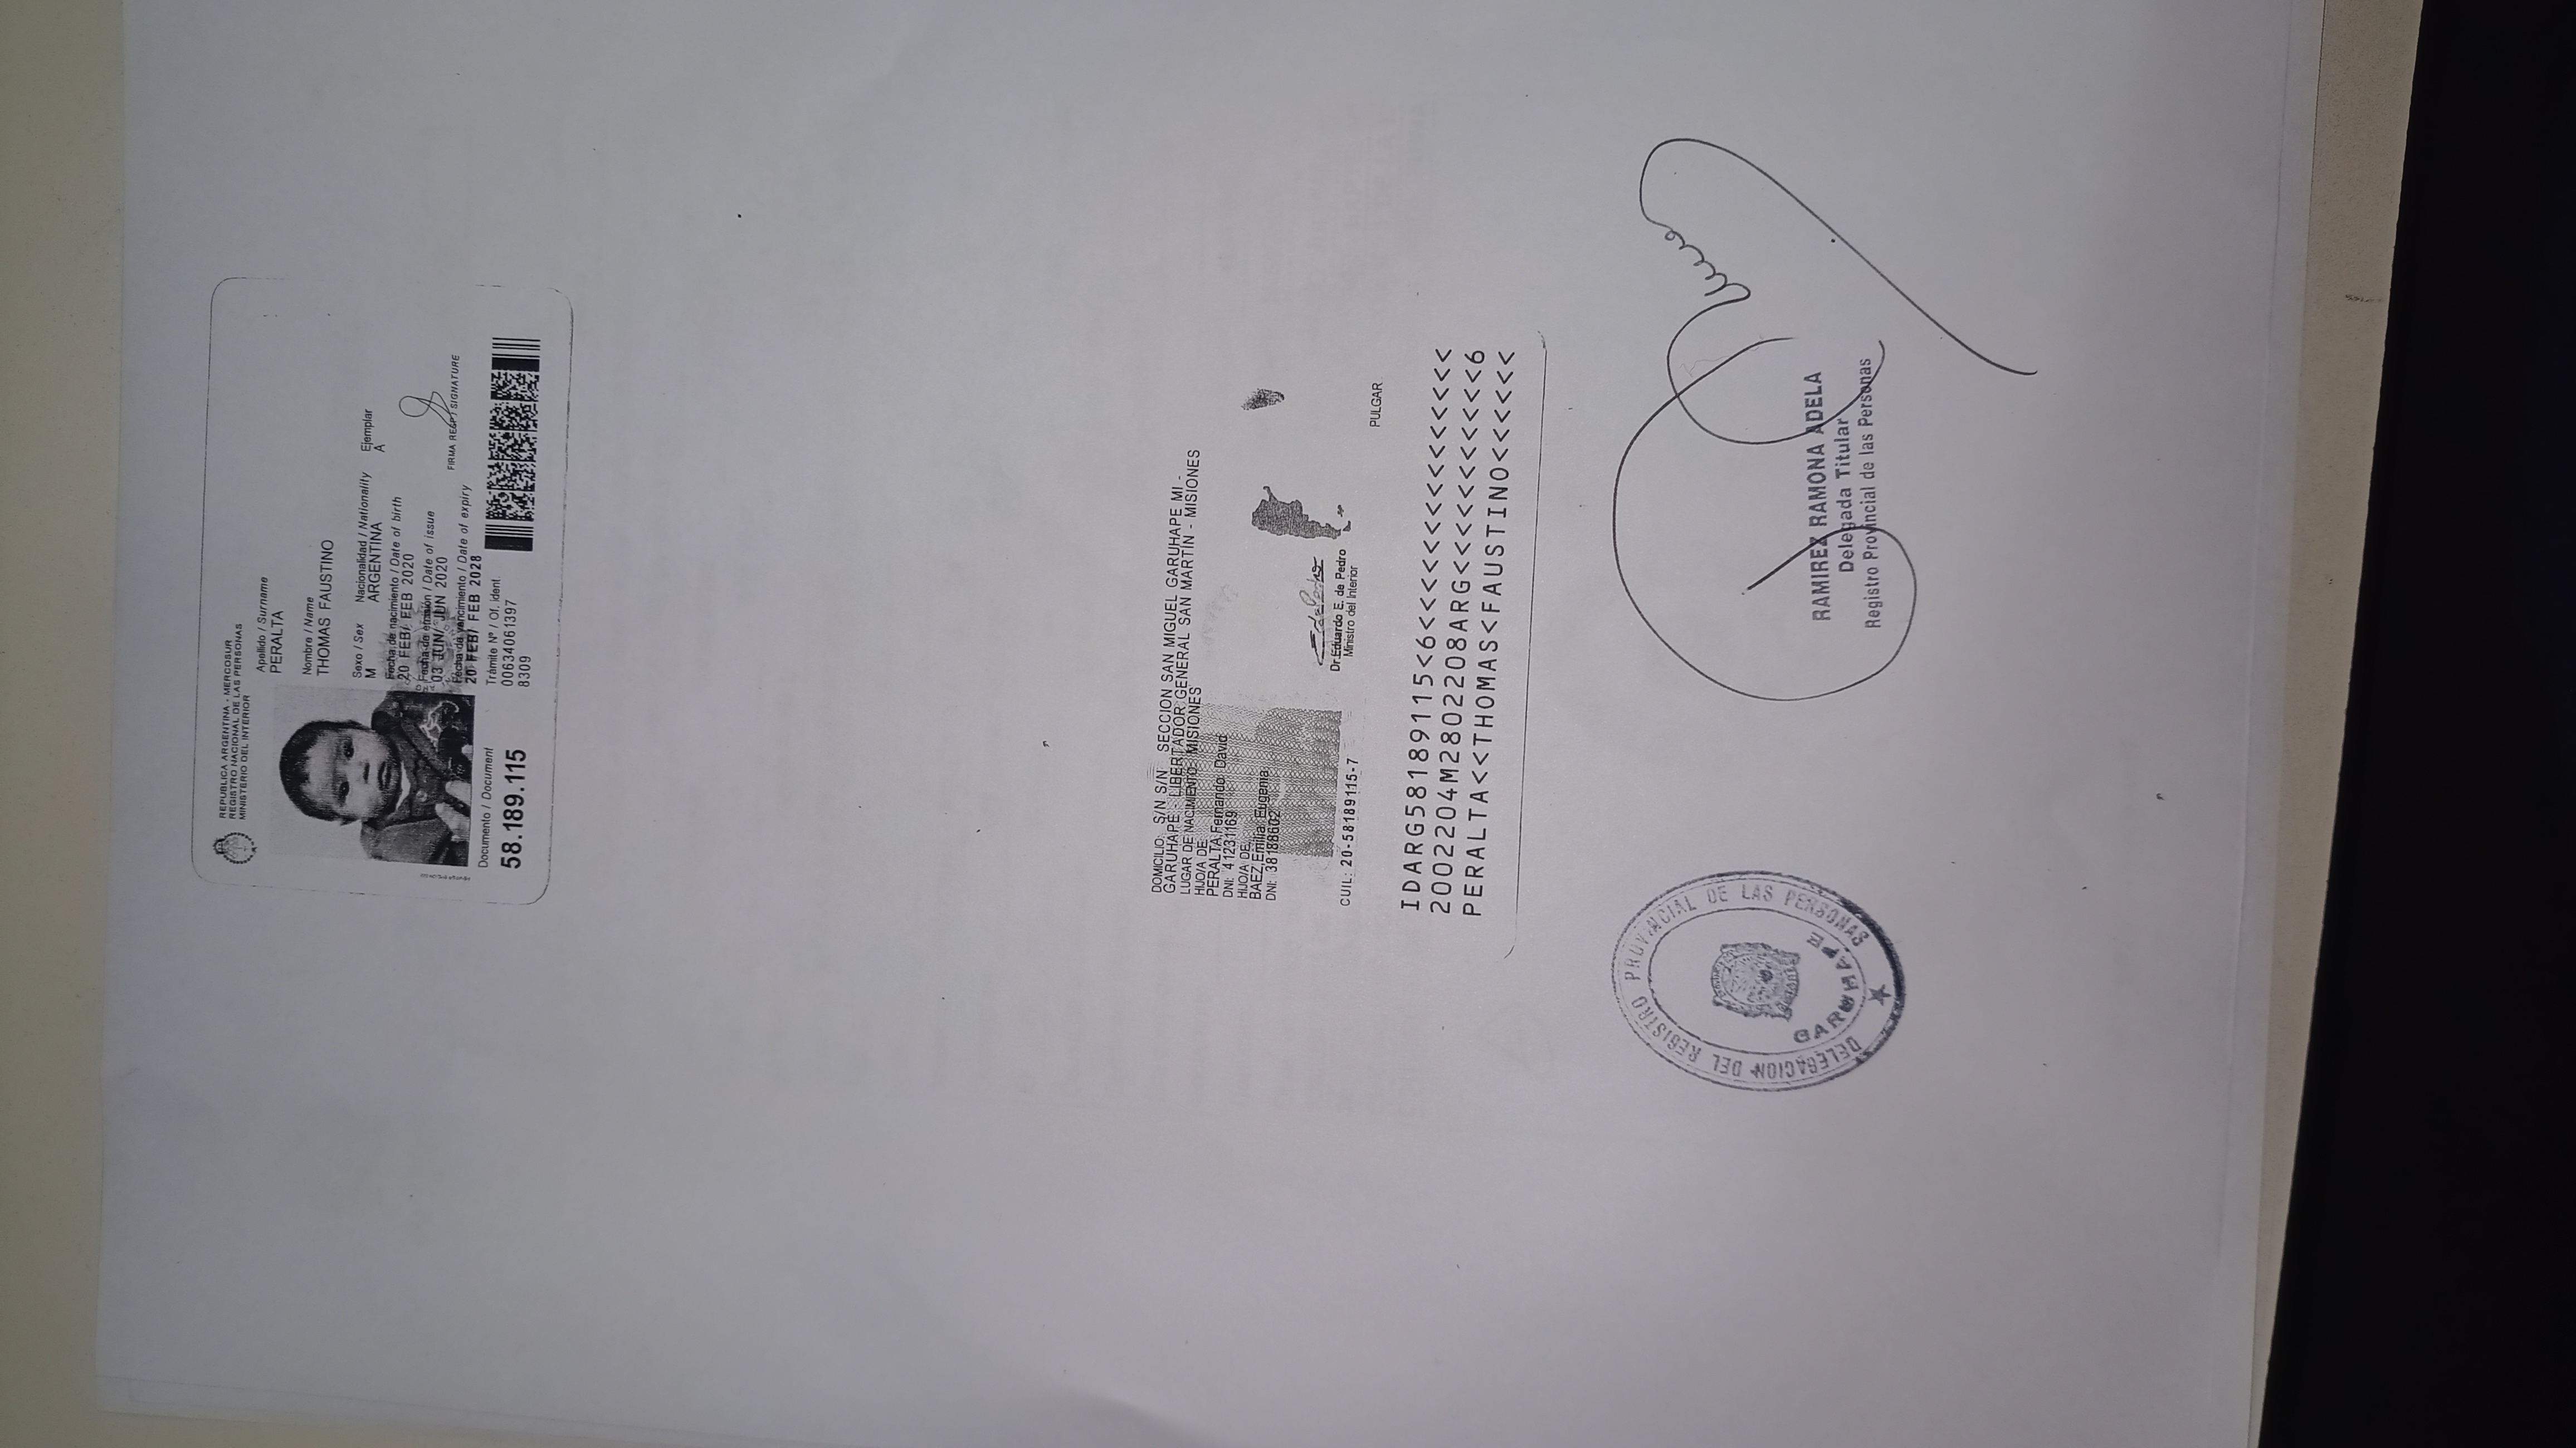 REPUBLICA ARGENTINA - MERCOSUR
REGISTRO NACIONAL DE LAS PERSONAS
MINISTERIO DEL INTERIOR
Apellido / Surname
PERALTA
Nombre / Name
THOMAS FAUSTINO
Sexo / Sex Nacionalidad / Nationality Ejemplar
M ARGENTINA A
Fecha de nacimiento / Date of birth
20 FEB/ FEB 2020
Fecha de emisión / Date of issue
03 JUN/ JUN 2020
Fecha de vencimiento / Date of expiry
20 FEB/ FEB 2028
FIRMA / SIGNATURE
Documento / Document
58.189.115
Trámite Nº / Of. ident.
00634061397
8309
DOMICILIO: S/N S/N SECCION SAN MIGUEL GARUHAPE MI -
GARUHAPE - LIBERTADOR GENERAL SAN MARTIN - MISIONES
LUGAR DE NACIMIENTO: MISIONES
HIJO/A DE:
PERALTA, Fernando David
DNI: 41231169
HIJO/A DE:
BAEZ, Emilia Eugenia
DNI: 38188602
Dr. Eduardo E. de Pedro
Ministro del Interior
PULGAR
CUIL: 20-58189115-7
IDARG58189115<6<<<<<<<<<<<<<<<
2002204M2802208ARG<<<<<<<<<<<6
PERALTA<<THOMAS<FAUSTINO<<<<<<
RAMIREZ RAMONA ADELA
Delegada Titular
Registro Provincial de las Personas
DELEGACION DEL REGISTRO PROVINCIAL DE LAS PERSONAS
GARUHAPE